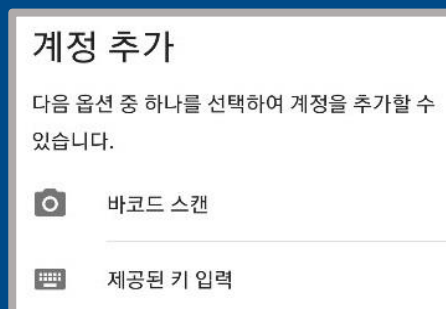 계정 추가
다음 옵션 중 하나를 선택하여 계정을 추가할 수
있습니다.
바코드 스캔
제공된 키 입력